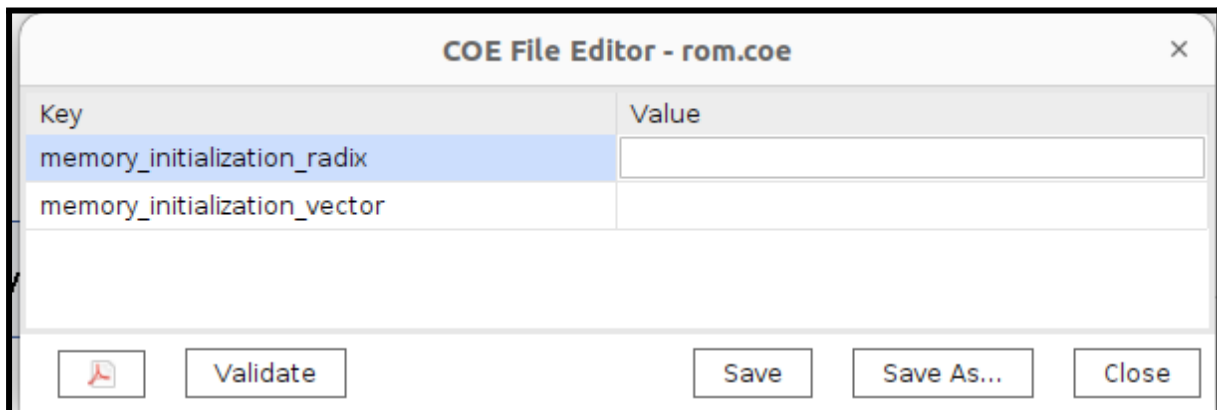 COE File Editor - rom.coe
Key Value
memory_initialization_radix
memory_initialization_vector
Validate Save Save As... Close